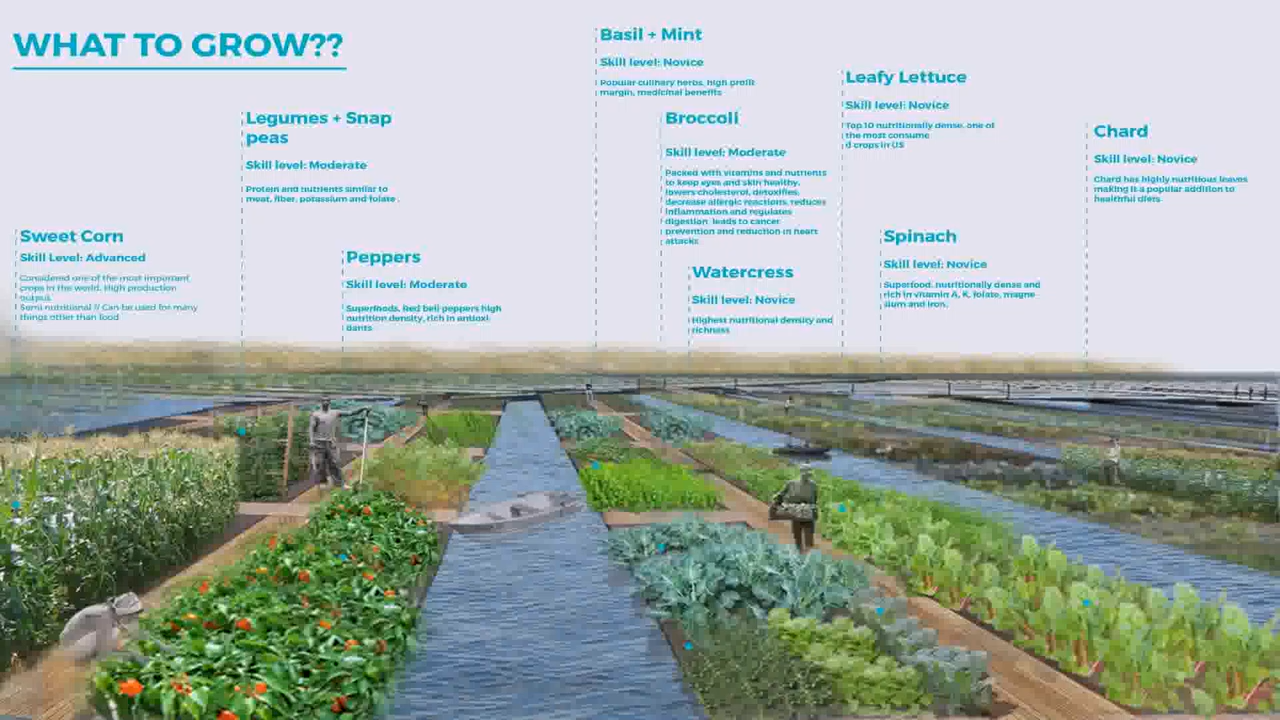 WHAT TO GROW??
Basil + Mint
Skill level: Novice
Popular culinary herbs, high profit
margin, medicinal benefits
Leafy Lettuce
Skill level: Novice
Top 10 nutritionally dense, one of
the most consume
d crops in US
Legumes + Snap
peas
Skill level: Moderate
Protein and nutrients similar to
meat, fiber, potassium and folate .
Broccoli
Skill level: Moderate
Packed with vitamins and nutrients
to keep eyes and skin healthy,
lowers cholesterol, detoxifies,
decrease allergic reactions, reduces
inflammation and regulates
digestion, leads to cancer
prevention and reduction in heart
attacks
Chard
Skill level: Novice
Chard has highly nutritious leaves
making it a popular addition to
healthful diets
Sweet Corn
Skill Level: Advanced
Considered one of the most important
crops in the world. High production
output.
Semi nutritional // Can be used for many
things other than food
Peppers
Skill level: Moderate
Superfoods, Red bell peppers high
nutrition density, rich in antioxi-
dants
Watercress
Skill level: Novice
Highest nutritional density and
richness
Spinach
Skill level: Novice
Superfood, nutritionally dense and
rich in vitamin A, K, folate, magne
sium and iron.